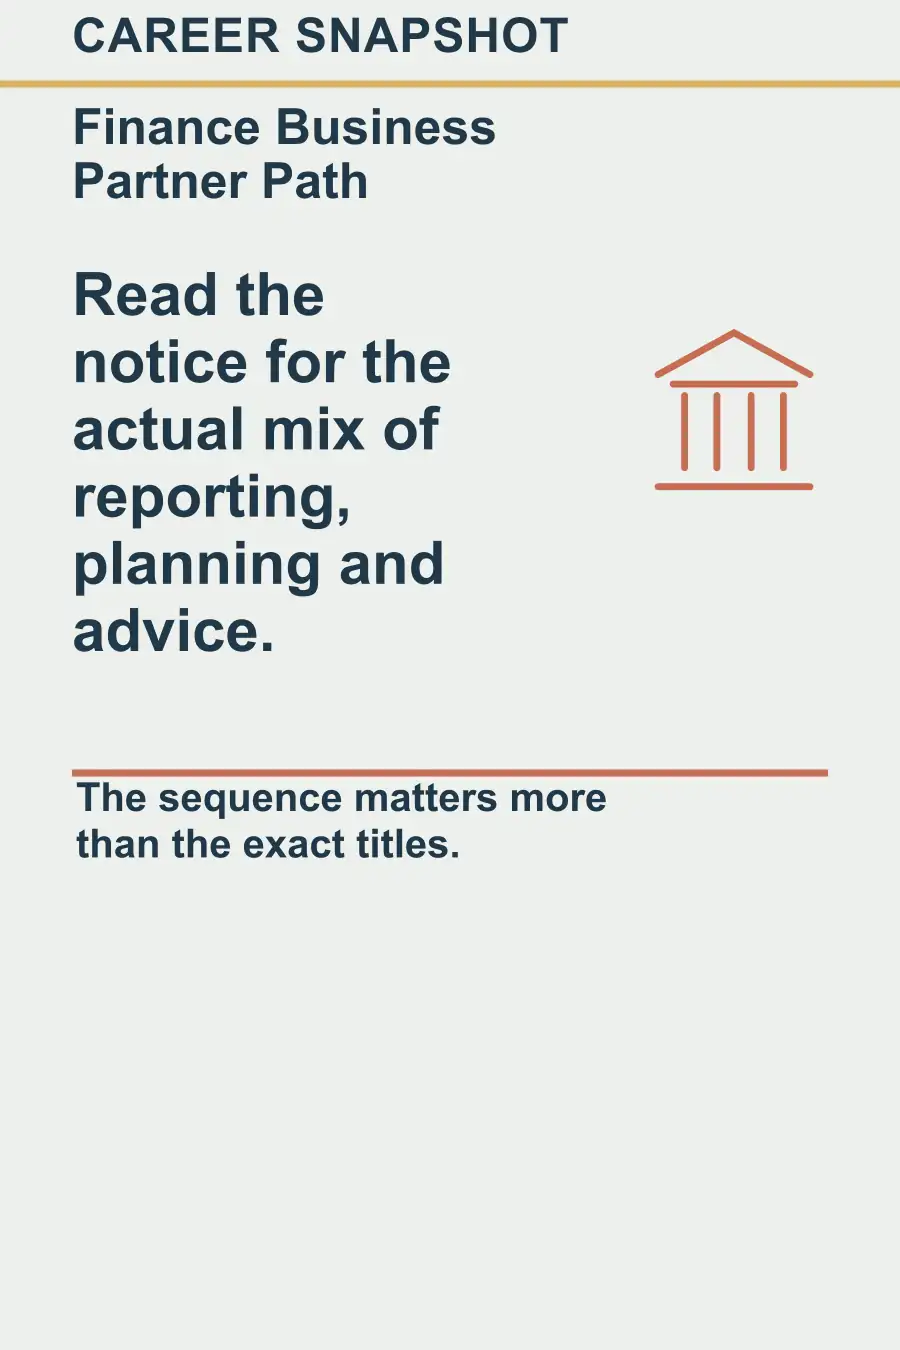 CAREER SNAPSHOT
Finance Business
Partner Path
Read the
notice for the
actual mix of
reporting,
planning and
advice.
The sequence matters more
than the exact titles.